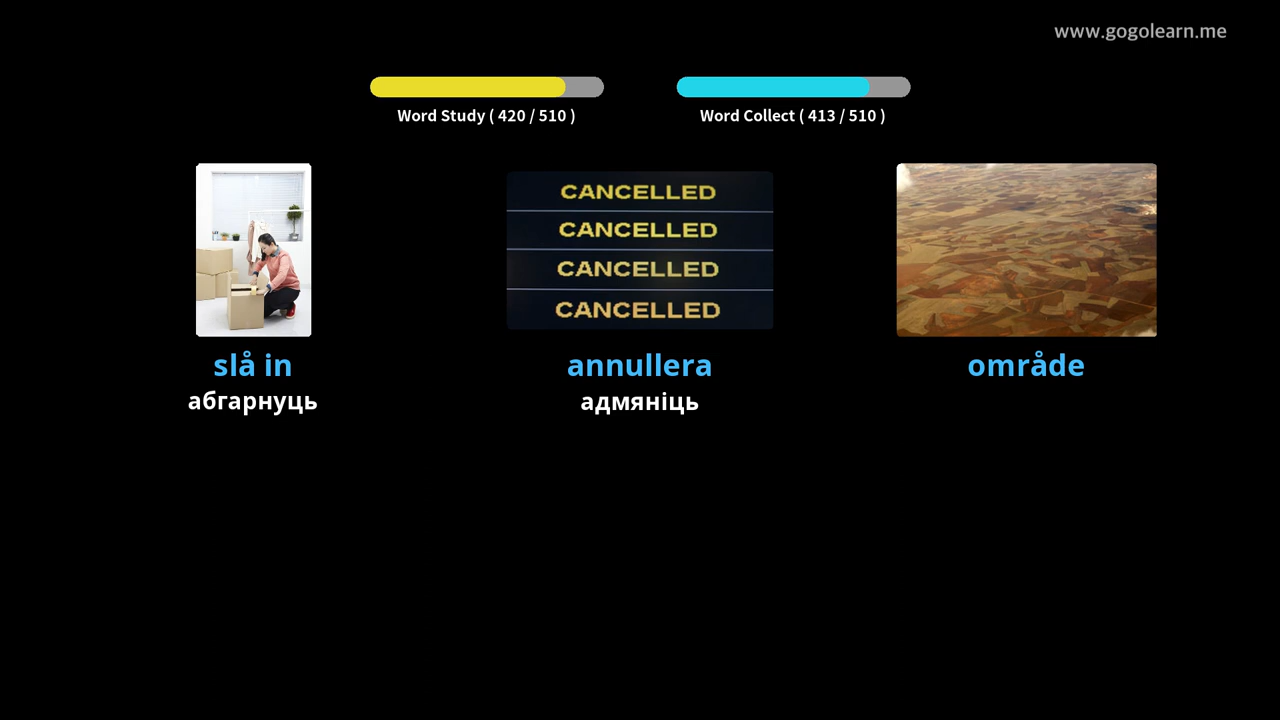 www.gogolearn.me
Word Study ( 420 / 510 )
Word Collect ( 413 / 510 )
CANCELLED
CANCELLED
CANCELLED
CANCELLED
slå in
annullera
område
абгарнуць
адмяніць